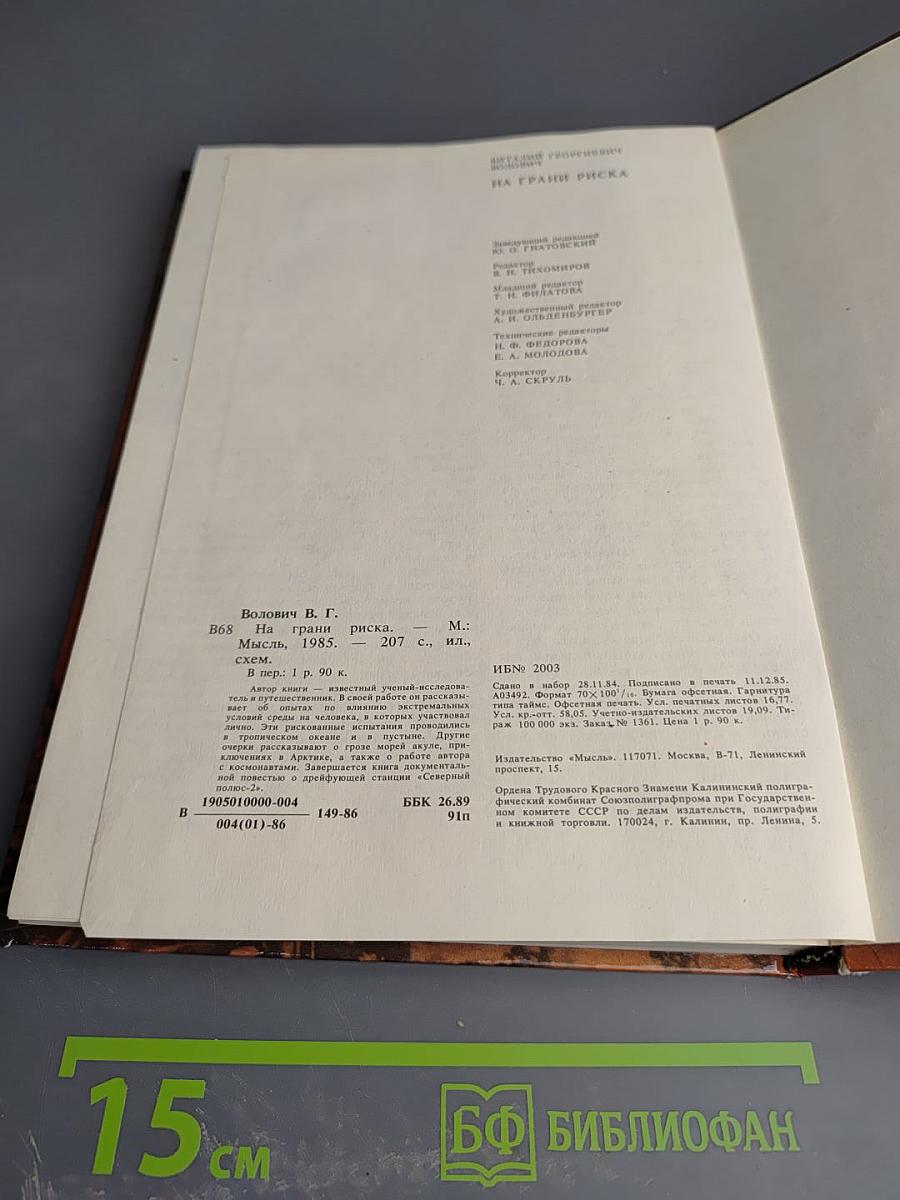 ВИТАЛИЙ ГЕОРГИЕВИЧ
ВОЛОВИЧ
НА ГРАНИ РИСКА
Заведующий редакцией
Ю. О. ГНАТОВСКИЙ
Редактор
В. И. ТИХОМИРОВ
Младший редактор
Т. И. ФИЛАТОВА
Художественный редактор
А. И. ОЛЬДЕНБУРГЕР
Технические редакторы
Н. Ф. ФЕДОРОВА
Е. А. МОЛОДОВА
Корректор
Ч. А. СКРУЛЬ
Волович В. Г.
В68 На грани риска. — М.:
Мысль, 1985. — 207 с., ил.,
схем.
В пер.: 1 р. 90 к.
Автор книги — известный ученый-исследова-
тель и путешественник. В своей работе он рассказы-
вает об опытах по влиянию экстремальных
условий среды на человека, в которых участвовал
лично. Эти рискованные испытания проводились
в тропическом океане и в пустыне. Другие
очерки рассказывают о грозе морей акуле, при-
ключениях в Арктике, а также о работе автора
с космонавтами. Завершается книга документаль-
ной повестью о дрейфующей станции «Северный
полюс-2».
В 1905010000-004 149-86 ББК 26.89
004(01)-86 91п
ИБ№ 2003
Сдано в набор 28.11.84. Подписано в печать 11.12.85.
А03492. Формат 70×100¹/₁₆. Бумага офсетная. Гарнитура
типа таймс. Офсетная печать. Усл. печатных листов 16,77.
Усл. кр.-отт. 58,05. Учетно-издательских листов 19,09. Ти-
раж 100 000 экз. Заказ № 1361. Цена 1 р. 90 к.
Издательство «Мысль». 117071. Москва, В-71, Ленинский
проспект, 15.
Ордена Трудового Красного Знамени Калининский полигра-
фический комбинат Союзполиграфпрома при Государствен-
ном комитете СССР по делам издательств, полиграфии
и книжной торговли. 170024, г. Калинин, пр. Ленина, 5.
15 см
БФ БИБЛИОФАН